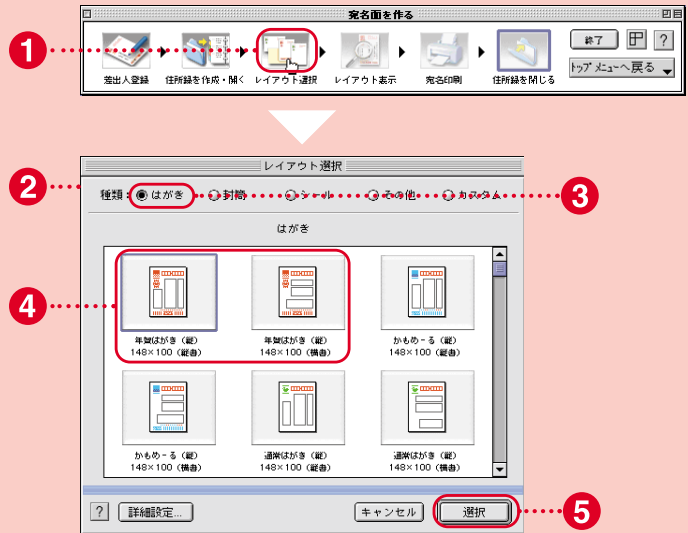 宛名面を作る
1
差出人登録 住所録を作成・開く レイアウト選択 レイアウト表示 宛名印刷 住所録を閉じる
終了 ?
トップメニューへ戻る
レイアウト選択
2
種類: はがき 封筒 シール その他 カスタム
3
はがき
4
年賀はがき (縦)
148×100 (縦書)
年賀はがき (縦)
148×100 (横書)
かもめ-る (縦)
148×100 (縦書)
かもめ-る (縦)
148×100 (横書)
通常はがき (縦)
148×100 (縦書)
通常はがき (縦)
148×100 (横書)
? 詳細設定... キャンセル 選択
5